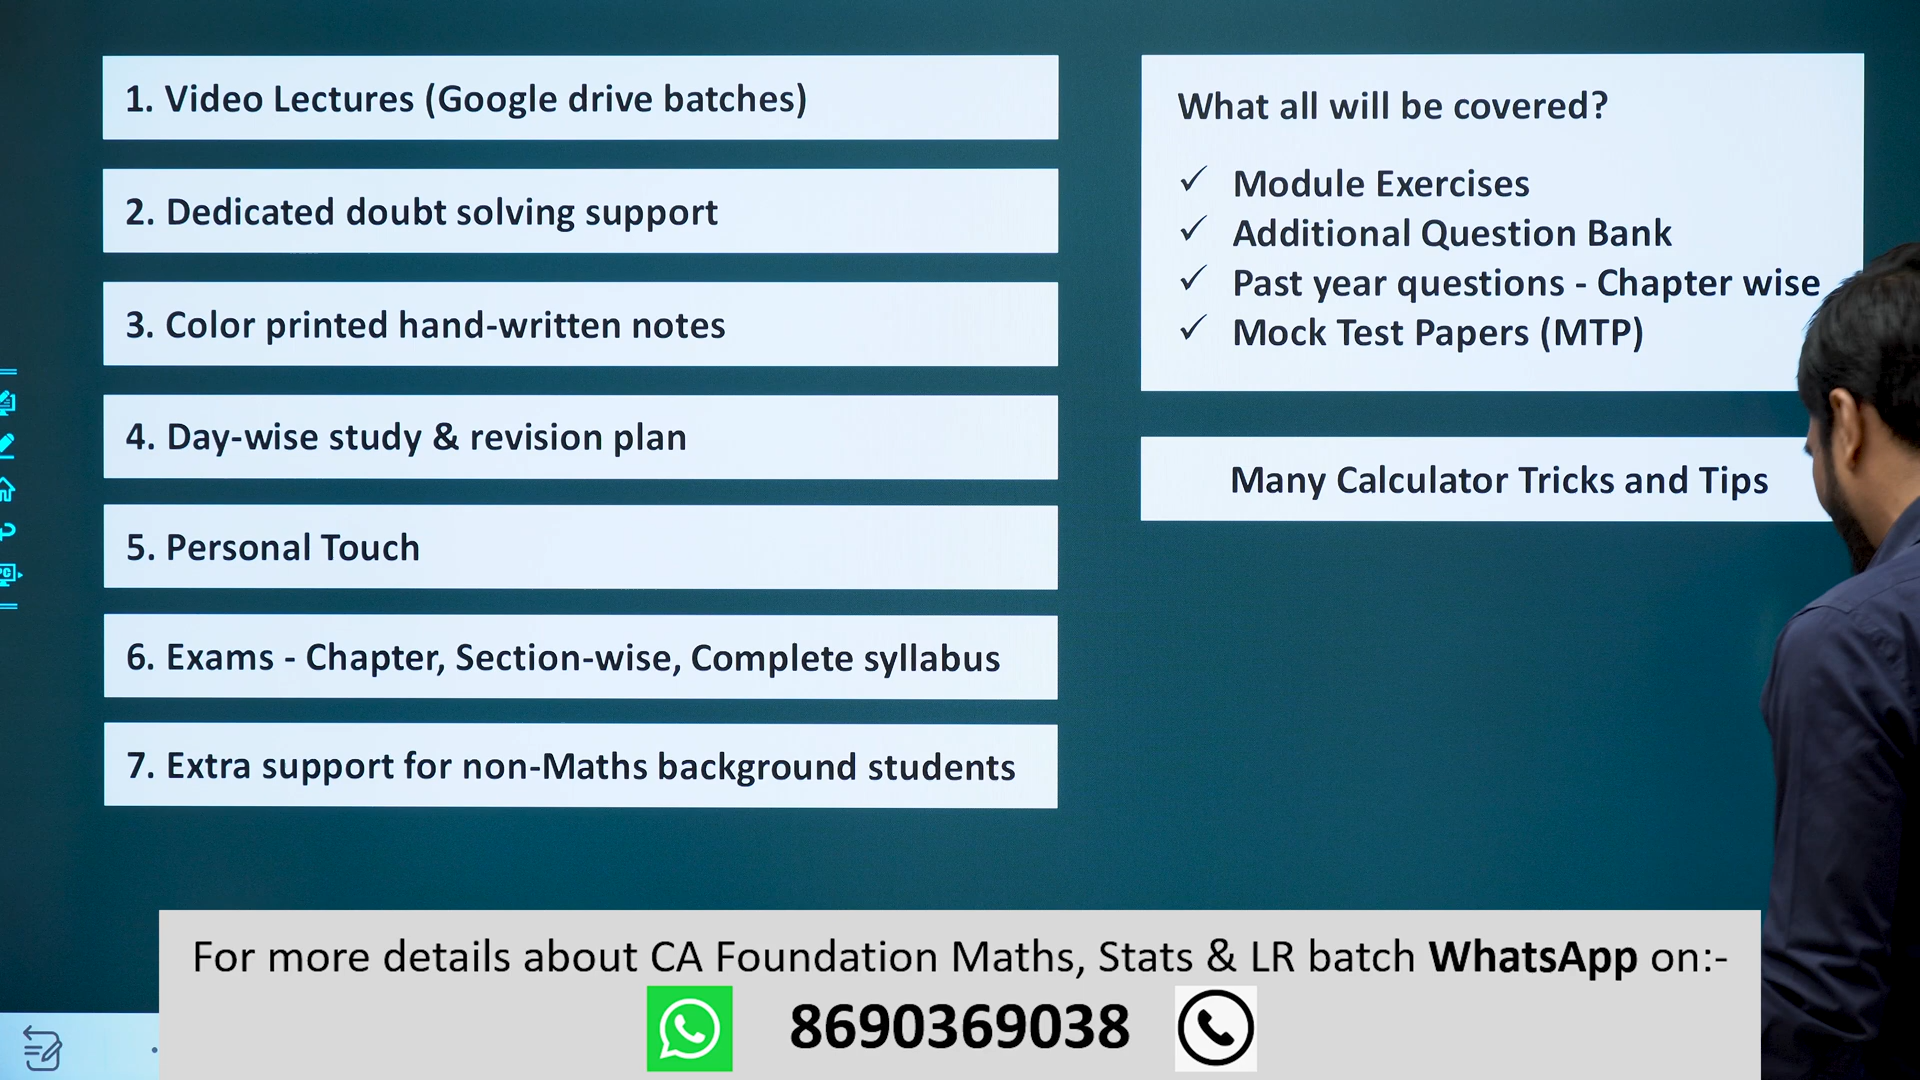 1. Video Lectures (Google drive batches)
2. Dedicated doubt solving support
3. Color printed hand-written notes
4. Day-wise study & revision plan
5. Personal Touch
6. Exams - Chapter, Section-wise, Complete syllabus
7. Extra support for non-Maths background students
What all will be covered?
✓ Module Exercises
✓ Additional Question Bank
✓ Past year questions - Chapter wise
✓ Mock Test Papers (MTP)
Many Calculator Tricks and Tips
For more details about CA Foundation Maths, Stats & LR batch WhatsApp on:-
8690369038